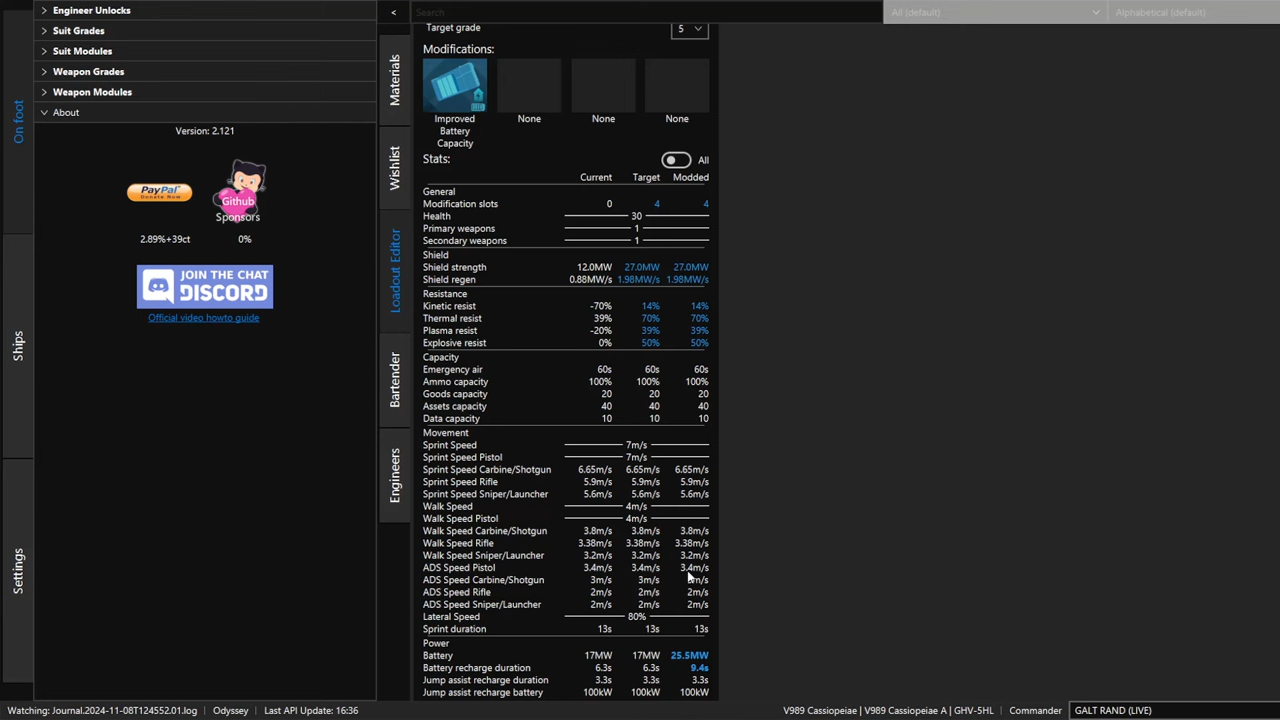 Engineer Unlocks
Suit Grades
Suit Modules
Weapon Grades
Weapon Modules
About
Version: 2.121
PayPal
Donate Now
Github
Sponsors
2.89%+39ct 0%
JOIN THE CHAT
DISCORD
Official video howto guide
On foot
Ships
Settings
<
Materials
Wishlist
Loadout Editor
Bartender
Engineers
Search
All (default)
Alphabetical (default)
Target grade 5
Modifications:
Improved Battery Capacity
None
None
None
Stats: All
Current Target Modded
General
Modification slots 0 4 4
Health 30
Primary weapons 1
Secondary weapons 1
Shield
Shield strength 12.0MW 27.0MW 27.0MW
Shield regen 0.88MW/s 1.98MW/s 1.98MW/s
Resistance
Kinetic resist -70% 14% 14%
Thermal resist 39% 70% 70%
Plasma resist -20% 39% 39%
Explosive resist 0% 50% 50%
Capacity
Emergency air 60s 60s 60s
Ammo capacity 100% 100% 100%
Goods capacity 20 20 20
Assets capacity 40 40 40
Data capacity 10 10 10
Movement
Sprint Speed 7m/s
Sprint Speed Pistol 7m/s
Sprint Speed Carbine/Shotgun 6.65m/s 6.65m/s 6.65m/s
Sprint Speed Rifle 5.9m/s 5.9m/s 5.9m/s
Sprint Speed Sniper/Launcher 5.6m/s 5.6m/s 5.6m/s
Walk Speed 4m/s
Walk Speed Pistol 4m/s
Walk Speed Carbine/Shotgun 3.8m/s 3.8m/s 3.8m/s
Walk Speed Rifle 3.38m/s 3.38m/s 3.38m/s
Walk Speed Sniper/Launcher 3.2m/s 3.2m/s 3.2m/s
ADS Speed Pistol 3.4m/s 3.4m/s 3.4m/s
ADS Speed Carbine/Shotgun 3m/s 3m/s m/s
ADS Speed Rifle 2m/s 2m/s 2m/s
ADS Speed Sniper/Launcher 2m/s 2m/s 2m/s
Lateral Speed 80%
Sprint duration 13s 13s 13s
Power
Battery 17MW 17MW 25.5MW
Battery recharge duration 6.3s 6.3s 9.4s
Jump assist recharge duration 3.3s 3.3s 3.3s
Jump assist recharge battery 100kW 100kW 100kW
Watching: Journal.2024-11-08T124552.01.log Odyssey Last API Update: 16:36 V989 Cassiopeiae | V989 Cassiopeiae A | GHV-5HL Commander GALT RAND (LIVE)